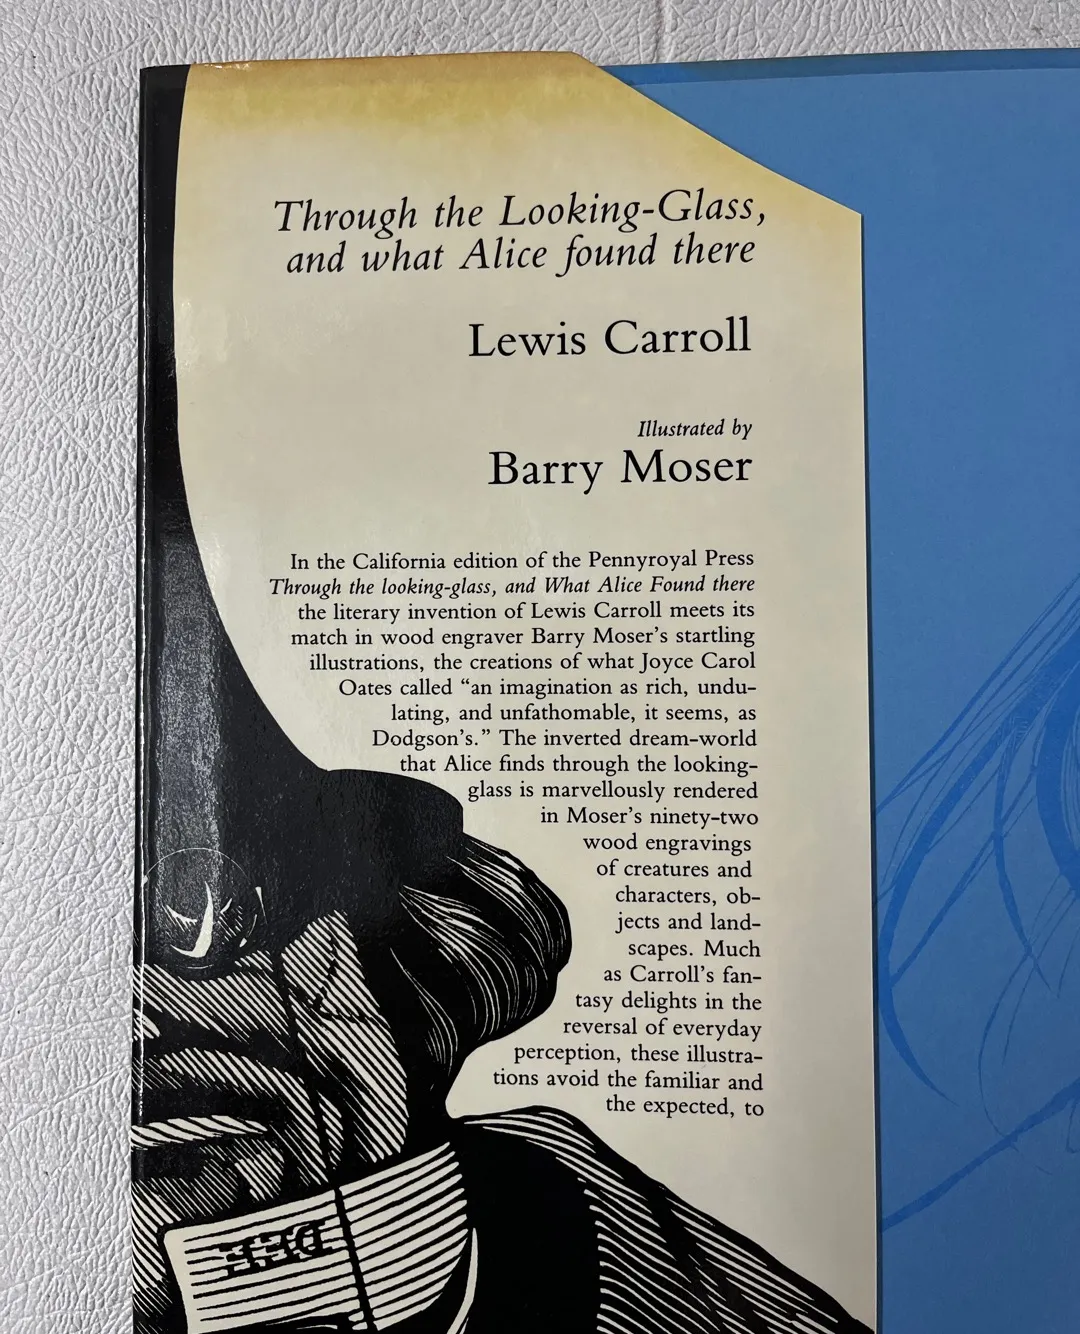 Through the Looking-Glass,
and what Alice found there
Lewis Carroll
Illustrated by
Barry Moser
In the California edition of the Pennyroyal Press
Through the looking-glass, and What Alice Found there
the literary invention of Lewis Carroll meets its
match in wood engraver Barry Moser's startling
illustrations, the creations of what Joyce Carol
Oates called “an imagination as rich, undu-
lating, and unfathomable, it seems, as
Dodgson's.” The inverted dream-world
that Alice finds through the looking-
glass is marvellously rendered
in Moser's ninety-two
wood engravings
of creatures and
characters, ob-
jects and land-
scapes. Much
as Carroll's fan-
tasy delights in the
reversal of everyday
perception, these illustra-
tions avoid the familiar and
the expected, to